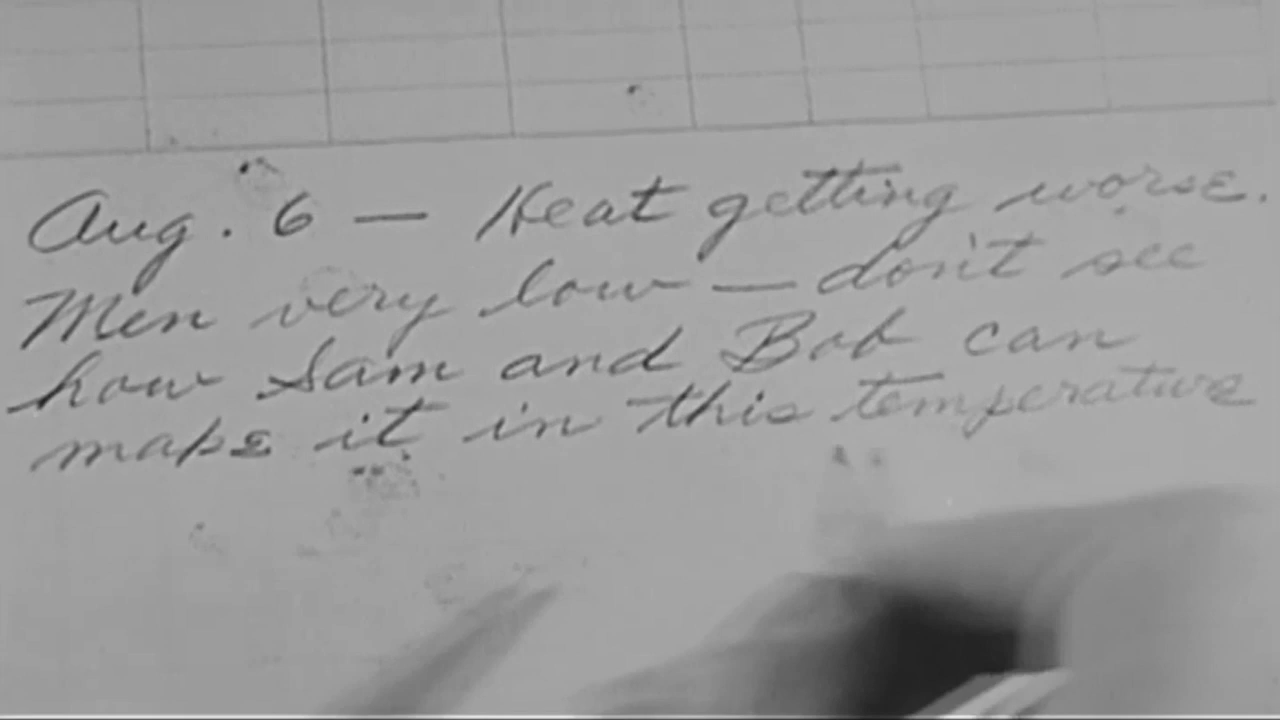 Aug. 6 — Heat getting worse.
Men very low — don't see
how Sam and Bob can
make it in this temperature